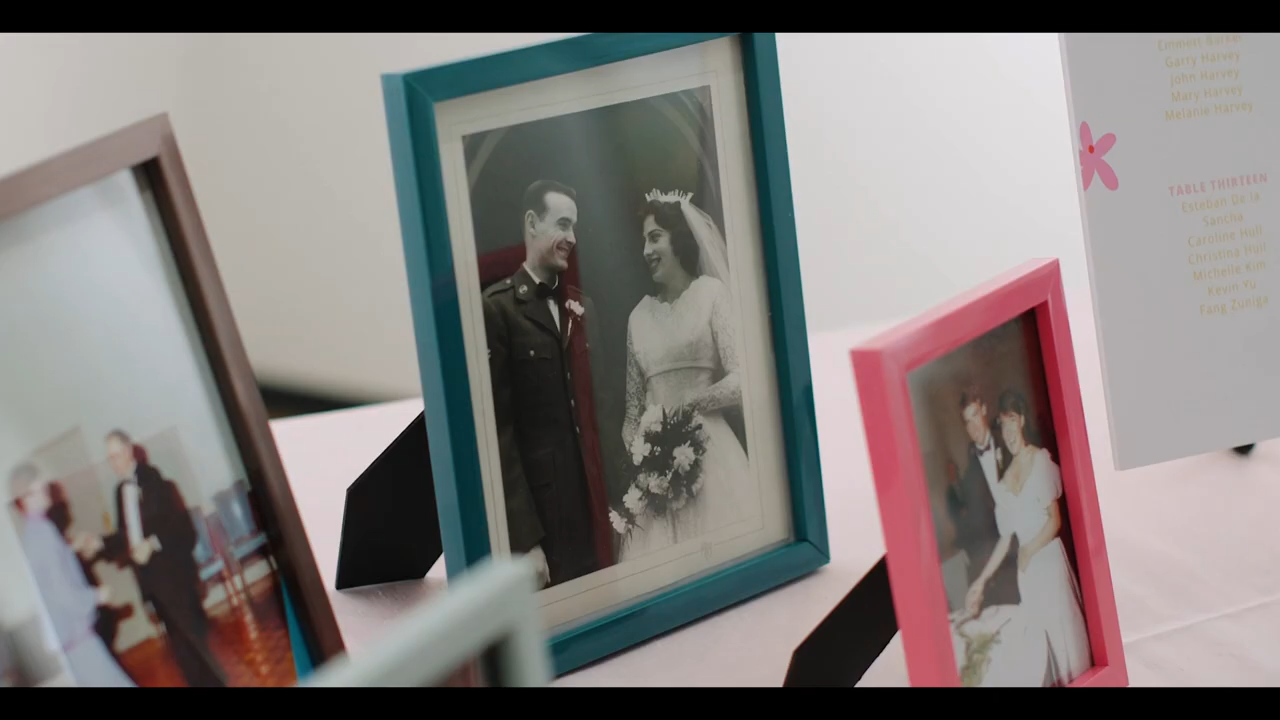 Garry Harvey
John Harvey
Mary Harvey
Melanie Harvey
TABLE THIRTEEN
Esteban De la
Sancha
Caroline Hull
Christina Hull
Michelle Kim
Kevin Yu
Fang Zuniga